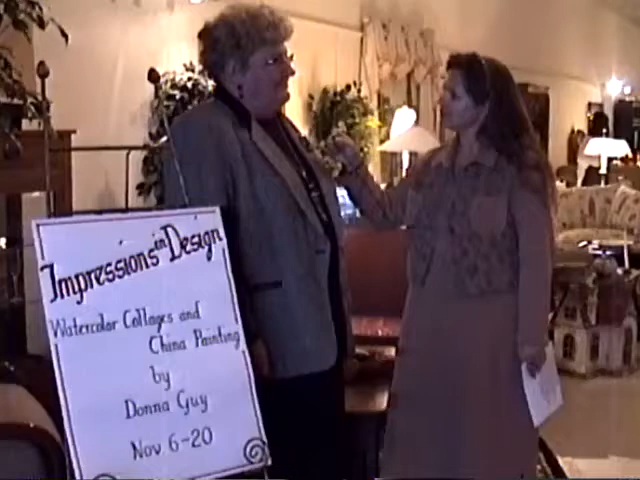 Impressions in Design
Watercolor Collages and
China Painting
by
Donna Guy
Nov 6-20